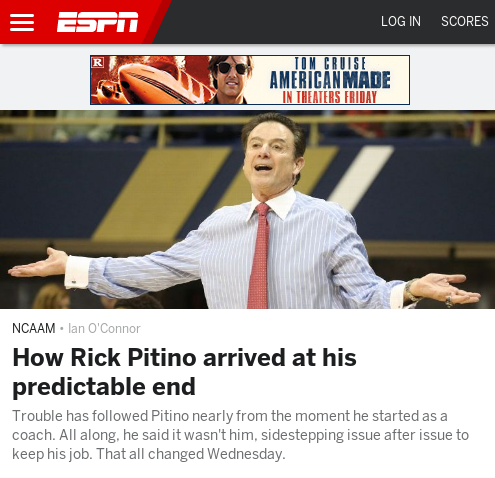 ESPN
LOG IN
SCORES
R
TOM CRUISE
AMERICAN MADE
IN THEATERS FRIDAY
NCAAM • Ian O'Connor
How Rick Pitino arrived at his
predictable end
Trouble has followed Pitino nearly from the moment he started as a
coach. All along, he said it wasn't him, sidestepping issue after issue to
keep his job. That all changed Wednesday.